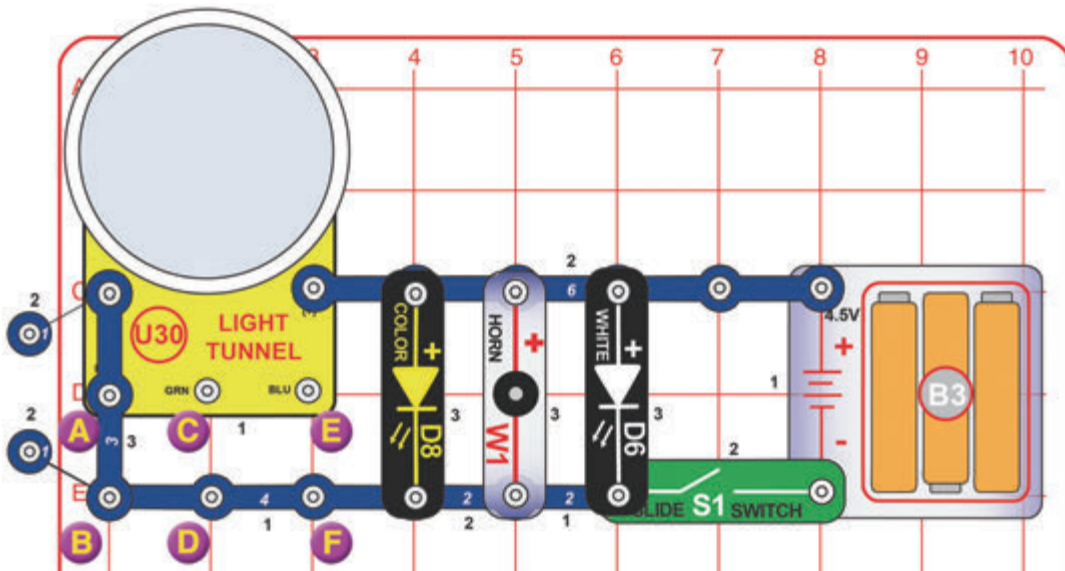 4 5 6 7 8 9 10
2
2
C
1
6
U30
LIGHT
TUNNEL
COLOR
+
D8
HORN
+
W1
WHITE
+
D6
4.5V
+
-
B3
1
D
GRN
BLU
2
1
A
C
1
E
3
3
3
3
3
2
E
4
1
2
2
2
1
SLIDE S1 SWITCH
B
D
F